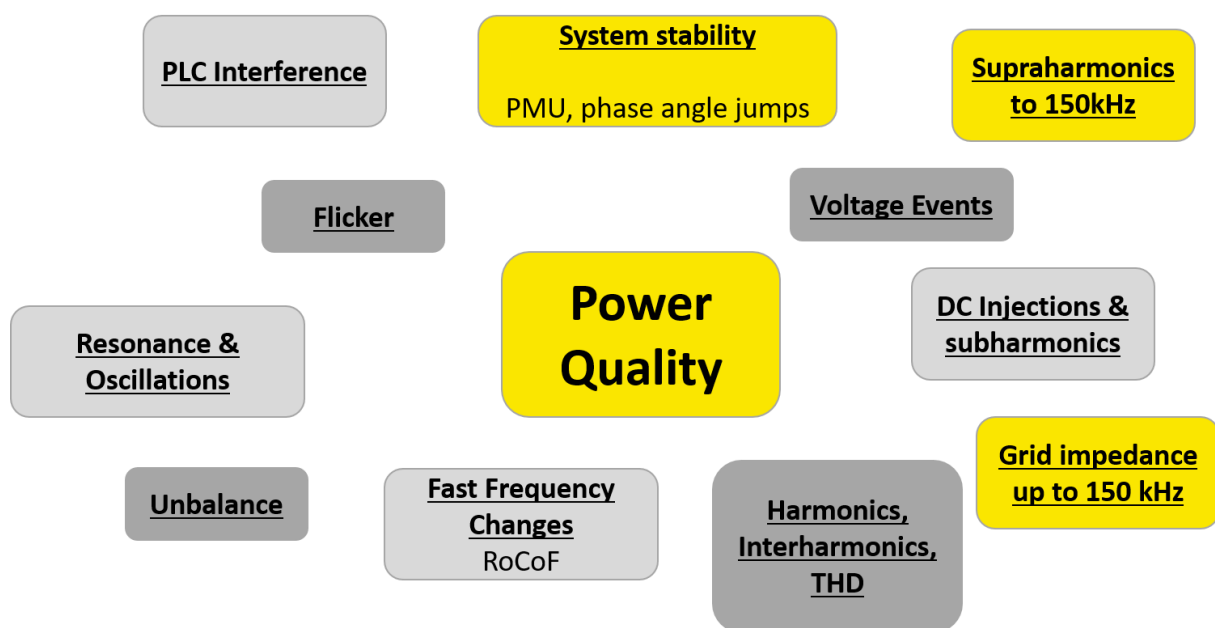 PLC Interference
System stability
PMU, phase angle jumps
Supraharmonics
to 150kHz
Flicker
Voltage Events
Power
Quality
DC Injections &
subharmonics
Resonance &
Oscillations
Grid impedance
up to 150 kHz
Unbalance
Fast Frequency
Changes
RoCoF
Harmonics,
Interharmonics,
THD